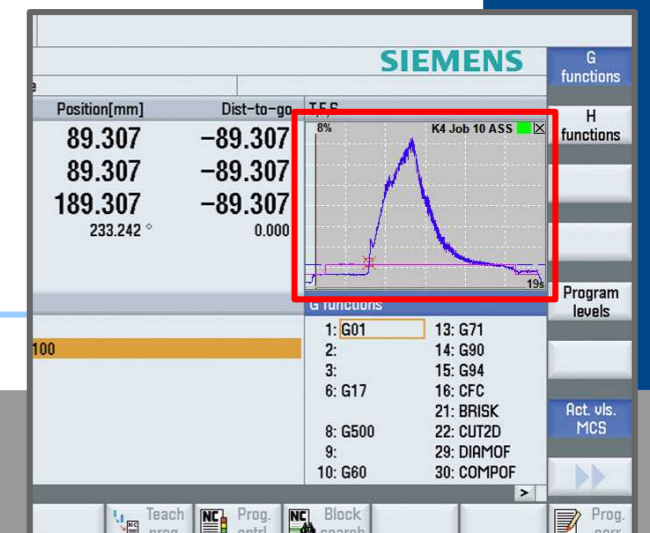 SIEMENS
G
functions
Position[mm]
Dist-to-go
T,F,S
H
functions
8%
K4 Job 10 ASS
89.307
-89.307
89.307
-89.307
189.307
-89.307
233.242 °
0.000
19s
Program
levels
G functions
1: G01
13: G71
100
2:
14: G90
3:
15: G94
6: G17
16: CFC
21: BRISK
Act. vls.
MCS
8: G500
22: CUT2D
9:
29: DIAMOF
10: G60
30: COMPOF
>
Teach
NC
Prog.
NC
Block
search
Prog.